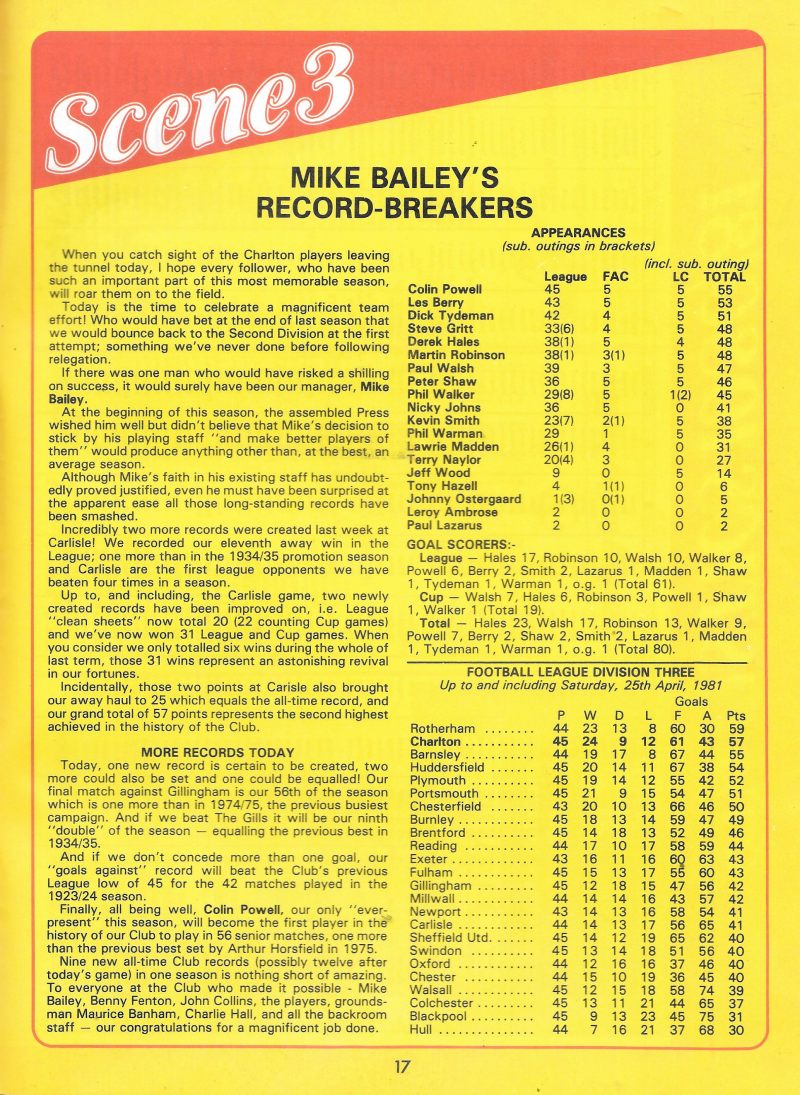 Scene3
MIKE BAILEY'S
RECORD-BREAKERS
When you catch sight of the Charlton players leaving
the tunnel today, I hope every follower, who have been
such an important part of this most memorable season,
will roar them on to the field.
Today is the time to celebrate a magnificent team
effort! Who would have bet at the end of last season that
we would bounce back to the Second Division at the first
attempt; something we've never done before following
relegation.
If there was one man who would have risked a shilling
on success, it would surely have been our manager, Mike
Bailey.
At the beginning of this season, the assembled Press
wished him well but didn't believe that Mike's decision to
stick by his playing staff "and make better players of
them" would produce anything other than, at the best, an
average season.
Although Mike's faith in his existing staff has undoubt-
edly proved justified, even he must have been surprised at
the apparent ease all those long-standing records have
been smashed.
Incredibly two more records were created last week at
Carlisle! We recorded our eleventh away win in the
League; one more than in the 1934/35 promotion season
and Carlisle are the first league opponents we have
beaten four times in a season.
Up to, and including, the Carlisle game, two newly
created records have been improved on, i.e. League
"clean sheets" now total 20 (22 counting Cup games)
and we've now won 31 League and Cup games. When
you consider we only totalled six wins during the whole of
last term, those 31 wins represent an astonishing revival
in our fortunes.
Incidentally, those two points at Carisle also brought
our away haul to 25 which equals the all-time record, and
our grand total of 57 points represents the second highest
achieved in the history of the Club.
MORE RECORDS TODAY
Today, one new record is certain to be created, two
more could also be set and one could be equalled! Our
final match against Gillingham is our 56th of the season
which is one more than in 1974/75, the previous busiest
campaign. And if we beat The Gills it will be our ninth
"double" of the season — equalling the previous best in
1934/35.
And if we don't concede more than one goal, our
"goals against" record will beat the Club's previous
League low of 45 for the 42 matches played in the
1923/24 season.
Finally, all being well, Colin Powell, our only "ever-
present" this season, will become the first player in the
history of our Club to play in 56 senior matches, one more
than the previous best set by Arthur Horsfield in 1975.
Nine new all-time Club records (possibly twelve after
today's game) in one season is nothing short of amazing.
To everyone at the Club who made it possible - Mike
Bailey, Benny Fenton, John Collins, the players, grounds-
man Maurice Banham, Charlie Hall, and all the backroom
staff — our congratulations for a magnificent job done.
APPEARANCES
(sub. outings in brackets)
(incl. sub. outing)
League FAC LC TOTAL
Colin Powell 45 5 5 55
Les Berry 43 5 5 53
Dick Tydeman 42 4 5 51
Steve Gritt 33(6) 4 5 48
Derek Hales 38(1) 5 4 48
Martin Robinson 38(1) 3(1) 5 48
Paul Walsh 39 3 5 47
Peter Shaw 36 5 5 46
Phil Walker 29(8) 5 1(2) 45
Nicky Johns 36 5 0 41
Kevin Smith 23(7) 2(1) 5 38
Phil Warman 29 1 5 35
Lawrie Madden 26(1) 4 0 31
Terry Naylor 20(4) 3 0 27
Jeff Wood 9 0 5 14
Tony Hazell 4 1(1) 0 6
Johnny Ostergaard 1(3) 0(1) 0 5
Leroy Ambrose 2 0 0 2
Paul Lazarus 2 0 0 2
GOAL SCORERS:-
League — Hales 17, Robinson 10, Walsh 10, Walker 8,
Powell 6, Berry 2, Smith 2, Lazarus 1, Madden 1, Shaw
1, Tydeman 1, Warman 1, o.g. 1 (Total 61).
Cup — Walsh 7, Hales 6, Robinson 3, Powell 1, Shaw
1, Walker 1 (Total 19).
Total — Hales 23, Walsh 17, Robinson 13, Walker 9,
Powell 7, Berry 2, Shaw 2, Smith 2, Lazarus 1, Madden
1, Tydeman 1, Warman 1, o.g. 1 (Total 80).
FOOTBALL LEAGUE DIVISION THREE
Up to and including Saturday, 25th April, 1981
Goals
P W D L F A Pts
Rotherham ........ 44 23 13 8 60 30 59
Charlton .......... 45 24 9 12 61 43 57
Barnsley .......... 44 19 17 8 67 44 55
Huddersfield ....... 45 20 14 11 67 38 54
Plymouth .......... 45 19 14 12 55 42 52
Portsmouth ........ 45 21 9 15 54 47 51
Chesterfield ....... 43 20 10 13 66 46 50
Burnley ........... 45 18 13 14 59 47 49
Brentford .......... 45 14 18 13 52 49 46
Reading ........... 44 17 10 17 58 59 44
Exeter ............ 43 16 11 16 60 63 43
Fulham ............ 45 15 13 17 55 60 43
Gillingham ........ 45 12 18 15 47 56 42
Millwall ........... 44 14 14 16 43 57 42
Newport ........... 43 14 13 16 58 54 41
Carlisle ........... 44 14 13 17 56 65 41
Sheffield Utd. ..... 45 14 12 19 65 62 40
Swindon .......... 45 13 14 18 51 56 40
Oxford ............ 44 12 16 16 37 46 40
Chester ........... 44 15 10 19 36 45 40
Walsall ............ 45 12 15 18 58 74 39
Colchester ........ 45 13 11 21 44 65 37
Blackpool ......... 45 9 13 23 45 75 31
Hull .............. 44 7 16 21 37 68 30
17